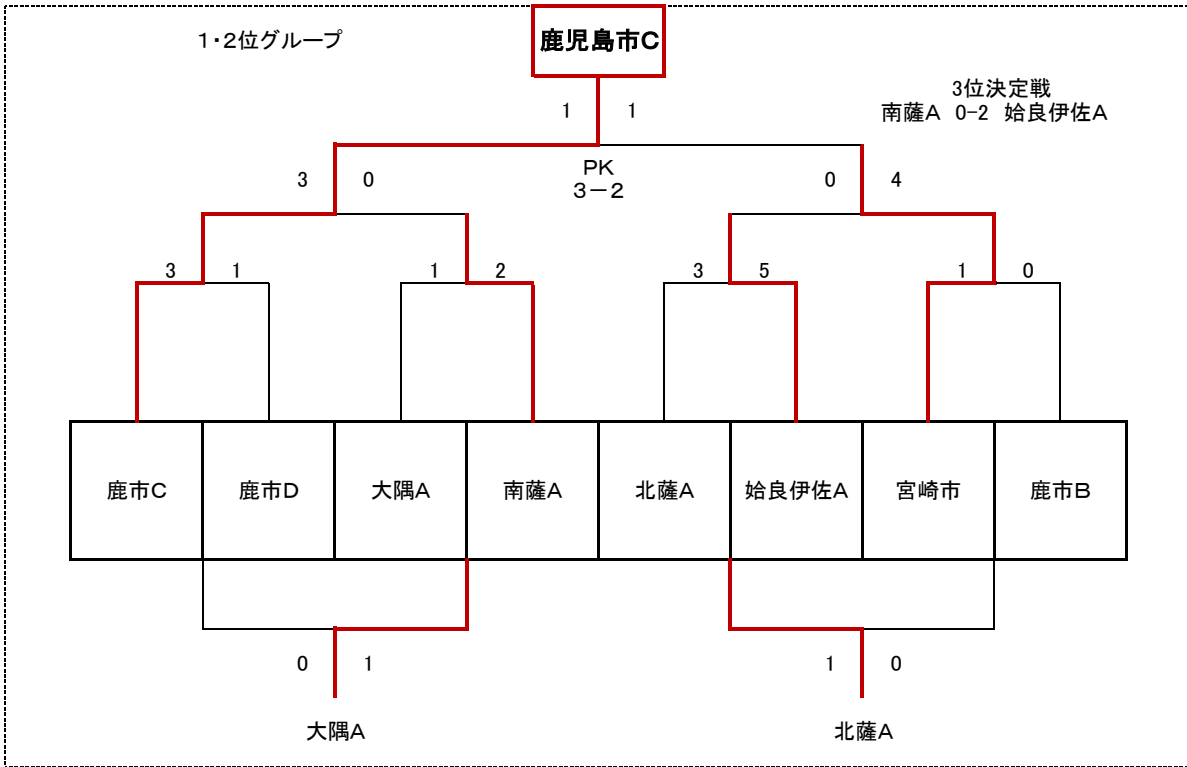 1・2位グループ
鹿児島市C
3位決定戦
南薩A 0-2 姶良伊佐A
1 1
PK
3－2
3 0
0 4
3 1
1 2
3 5
1 0
鹿市C
鹿市D
大隅A
南薩A
北薩A
姶良伊佐A
宮崎市
鹿市B
0 1
1 0
大隅A
北薩A